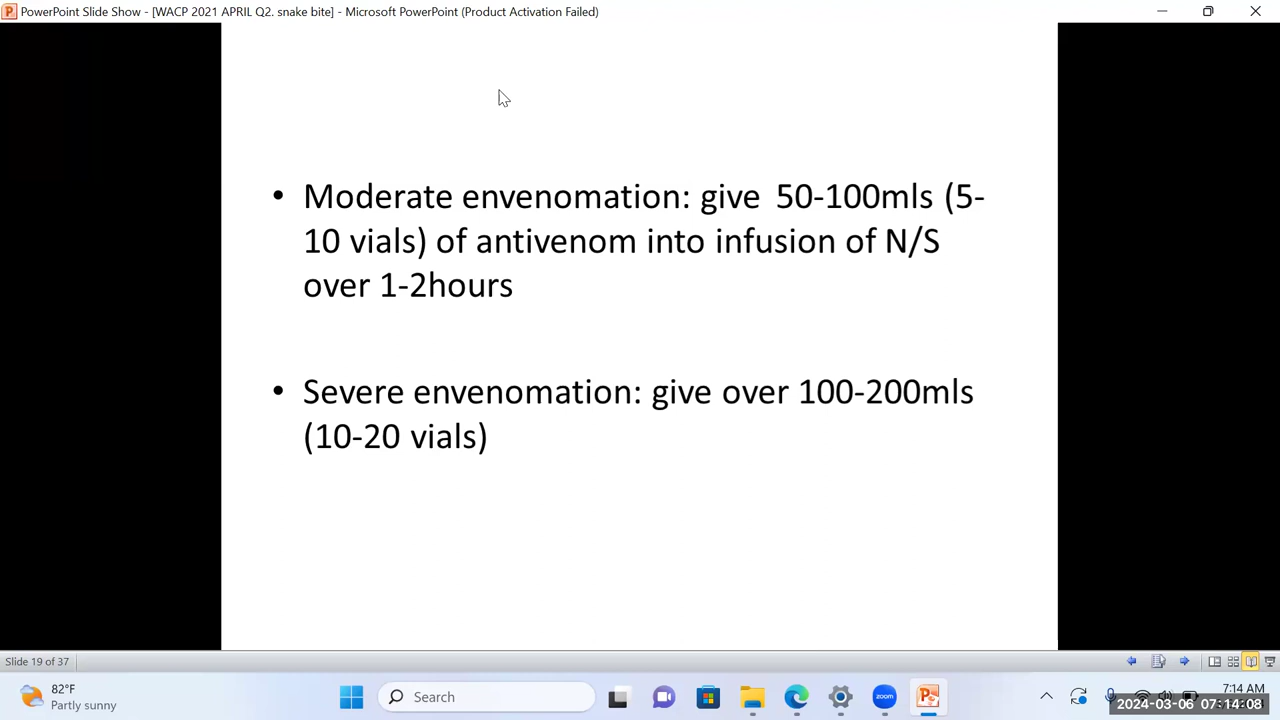 PowerPoint Slide Show - [WACP 2021 APRIL Q2. snake bite] - Microsoft PowerPoint (Product Activation Failed)
• Moderate envenomation: give 50-100mls (5-
10 vials) of antivenom into infusion of N/S
over 1-2hours
• Severe envenomation: give over 100-200mls
(10-20 vials)
Slide 19 of 37
82°F
Partly sunny
Search
zoom
7:14 AM
2024-03-06 07:14:08